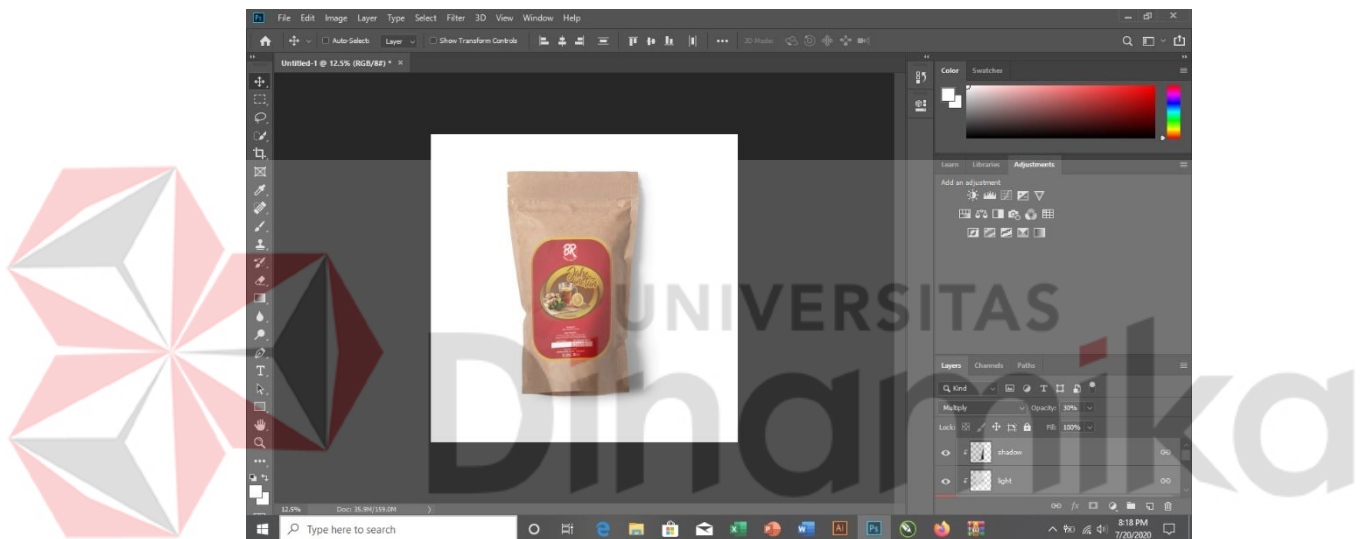 File Edit Image Layer Type Select Filter 3D View Window Help
Auto-Select: Layer Show Transform Controls 3D Mode:
Untitled-1 @ 12.5% (RGB/8#) * ×
Color Swatches
Learn Libraries Adjustments
Add an adjustment
BR
UNIVERSITAS
Dinamika
Layers Channels Paths
Kind
Multiply Opacity: 30%
Lock: Fill: 100%
shadow
light
12.5% Doc: 35.9M/159.0M
Type here to search
8:18 PM
7/20/2020